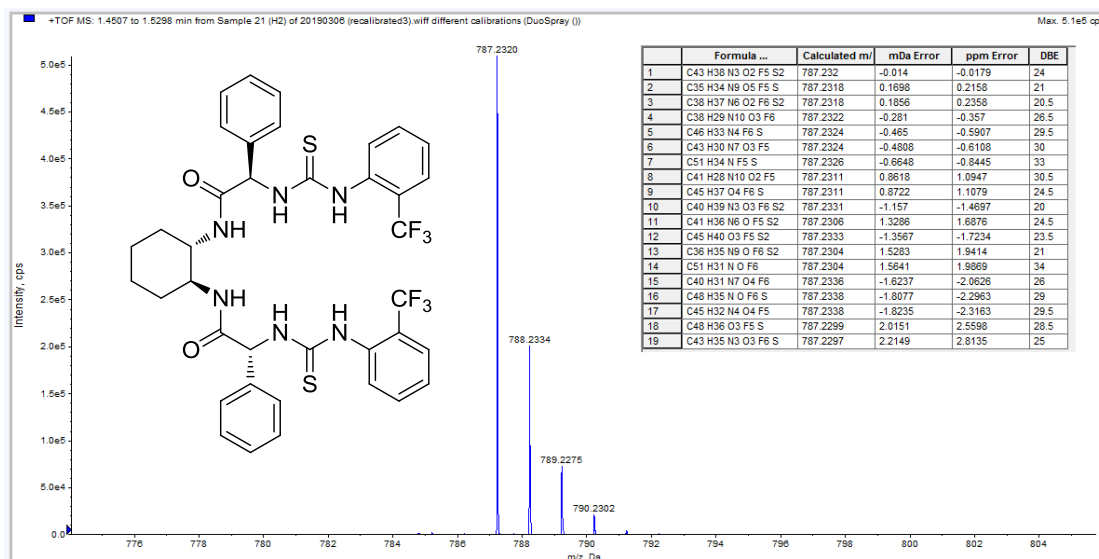 +TOF MS: 1.4507 to 1.5298 min from Sample 21 (H2) of 20190306 (recalibrated3).wiff different calibrations (DuoSpray ())
Max. 5.1e5 cp
Intensity, cps
5.0e5
4.5e5
4.0e5
3.5e5
3.0e5
2.5e5
2.0e5
1.5e5
1.0e5
5.0e4
0.0
787.2320
788.2334
789.2275
790.2302
O
S
N
H
N
H
CF3
NH
NH
CF3
O
N
H
N
H
S
Formula ... Calculated m/ mDa Error ppm Error DBE
1 C43 H38 N3 O2 F5 S2 787.232 -0.014 -0.0179 24
2 C35 H34 N9 O5 F5 S 787.2318 0.1698 0.2158 21
3 C38 H37 N6 O2 F6 S2 787.2318 0.1856 0.2358 20.5
4 C38 H29 N10 O3 F6 787.2322 -0.281 -0.357 26.5
5 C46 H33 N4 F6 S 787.2324 -0.465 -0.5907 29.5
6 C43 H30 N7 O3 F5 787.2324 -0.4808 -0.6108 30
7 C51 H34 N F5 S 787.2326 -0.6648 -0.8445 33
8 C41 H28 N10 O2 F5 787.2311 0.8618 1.0947 30.5
9 C45 H37 O4 F6 S 787.2311 0.8722 1.1079 24.5
10 C40 H39 N3 O3 F6 S2 787.2331 -1.157 -1.4697 20
11 C41 H36 N6 O F5 S2 787.2306 1.3286 1.6876 24.5
12 C45 H40 O3 F5 S2 787.2333 -1.3567 -1.7234 23.5
13 C36 H35 N9 O F6 S2 787.2304 1.5283 1.9414 21
14 C51 H31 N O F6 787.2304 1.5641 1.9869 34
15 C40 H31 N7 O4 F6 787.2336 -1.6237 -2.0626 26
16 C48 H35 N O F6 S 787.2338 -1.8077 -2.2963 29
17 C45 H32 N4 O4 F5 787.2338 -1.8235 -2.3163 29.5
18 C48 H36 O3 F5 S 787.2299 2.0151 2.5598 28.5
19 C43 H35 N3 O3 F6 S 787.2297 2.2149 2.8135 25
776 778 780 782 784 786 788 790 792 794 796 798 800 802 804
m/z, Da